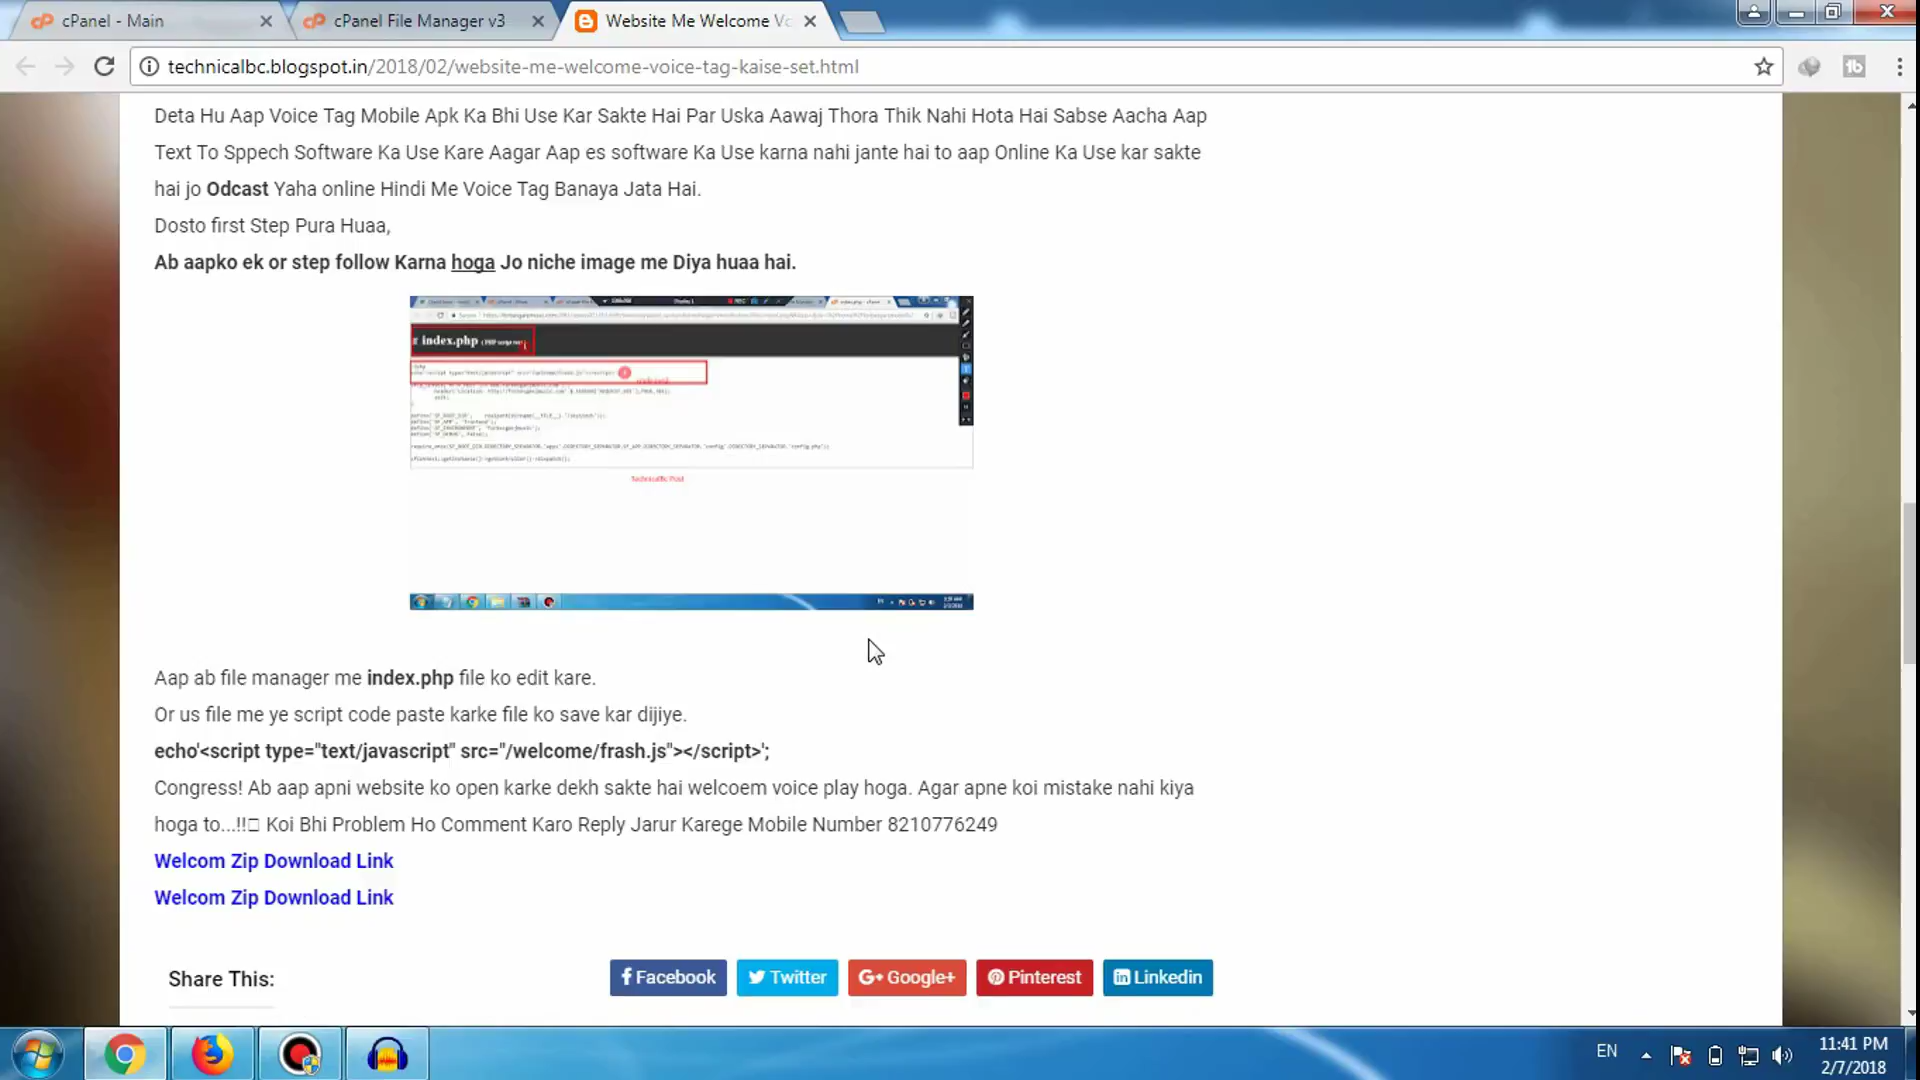 cPanel - Main
cPanel File Manager v3
Website Me Welcome Vo
technicalbc.blogspot.in/2018/02/website-me-welcome-voice-tag-kaise-set.html
Deta Hu Aap Voice Tag Mobile Apk Ka Bhi Use Kar Sakte Hai Par Uska Aawaj Thora Thik Nahi Hota Hai Sabse Aacha Aap
Text To Sppech Software Ka Use Kare Aagar Aap es software Ka Use karna nahi jante hai to aap Online Ka Use kar sakte
hai jo Odcast Yaha online Hindi Me Voice Tag Banaya Jata Hai.
Dosto first Step Pura Huaa,
Ab aapko ek or step follow Karna hoga Jo niche image me Diya huaa hai.
index.php
TechnicalBc Post
Aap ab file manager me index.php file ko edit kare.
Or us file me ye script code paste karke file ko save kar dijiye.
echo'<script type="text/javascript" src="/welcome/frash.js"></script>';
Congress! Ab aap apni website ko open karke dekh sakte hai welcoem voice play hoga. Agar apne koi mistake nahi kiya
hoga to...!! Koi Bhi Problem Ho Comment Karo Reply Jarur Karege Mobile Number 8210776249
Welcom Zip Download Link
Welcom Zip Download Link
Share This:
Facebook
Twitter
G+ Google+
Pinterest
Linkedin
EN
11:41 PM
2/7/2018